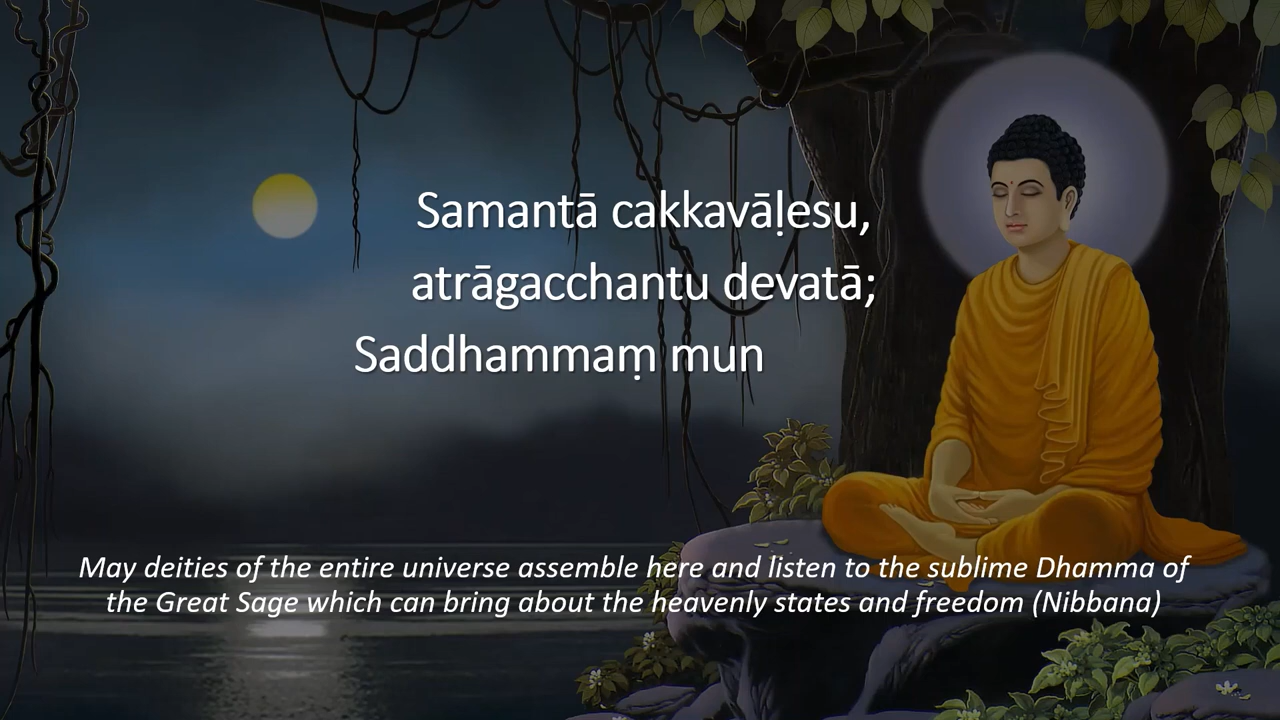 Samantā cakkavāḷesu,
atrāgacchantu devatā;
Saddhammaṃ mun
May deities of the entire universe assemble here and listen to the sublime Dhamma of
the Great Sage which can bring about the heavenly states and freedom (Nibbana)